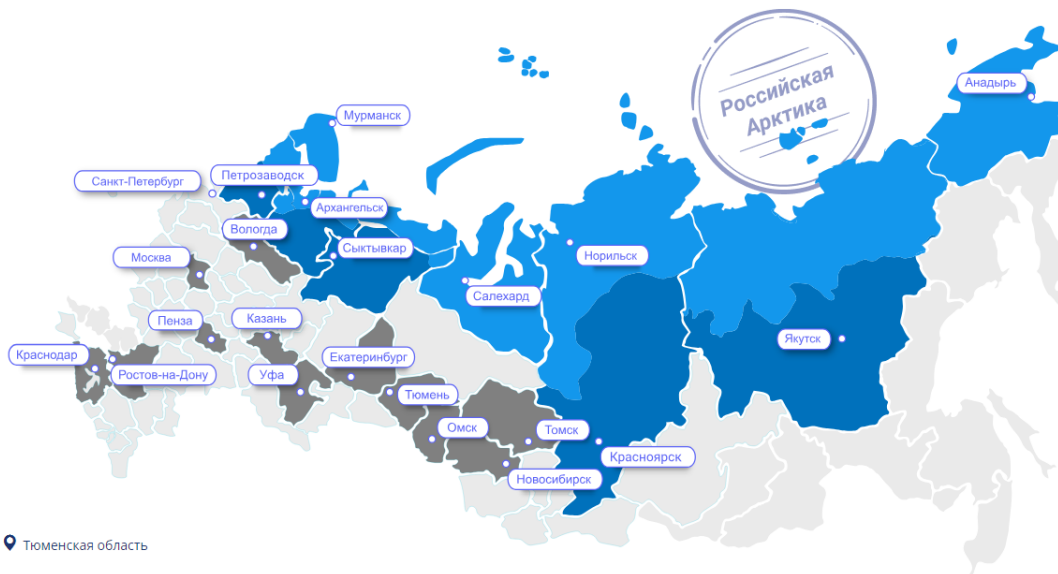 Российская
Арктика
Анадырь
Мурманск
Петрозаводск
Санкт-Петербург
Архангельск
Вологда
Сыктывкар
Москва
Норильск
Салехард
Пенза
Казань
Якутск
Краснодар
Екатеринбург
Ростов-на-Дону
Уфа
Тюмень
Омск
Томск
Красноярск
Новосибирск
Тюменская область